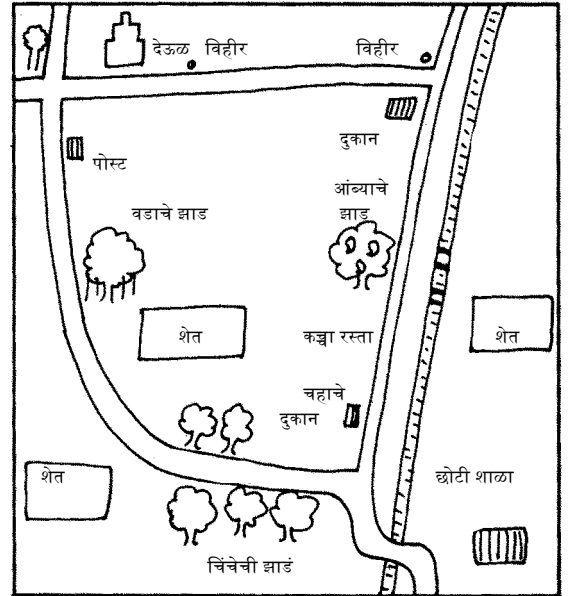 देऊळ विहीर विहीर
दुकान
पोस्ट
आंब्याचे
झाड
वडाचे झाड
शेत
कच्चा रस्ता
शेत
चहाचे
दुकान
शेत
छोटी शाळा
चिंचेची झाडं